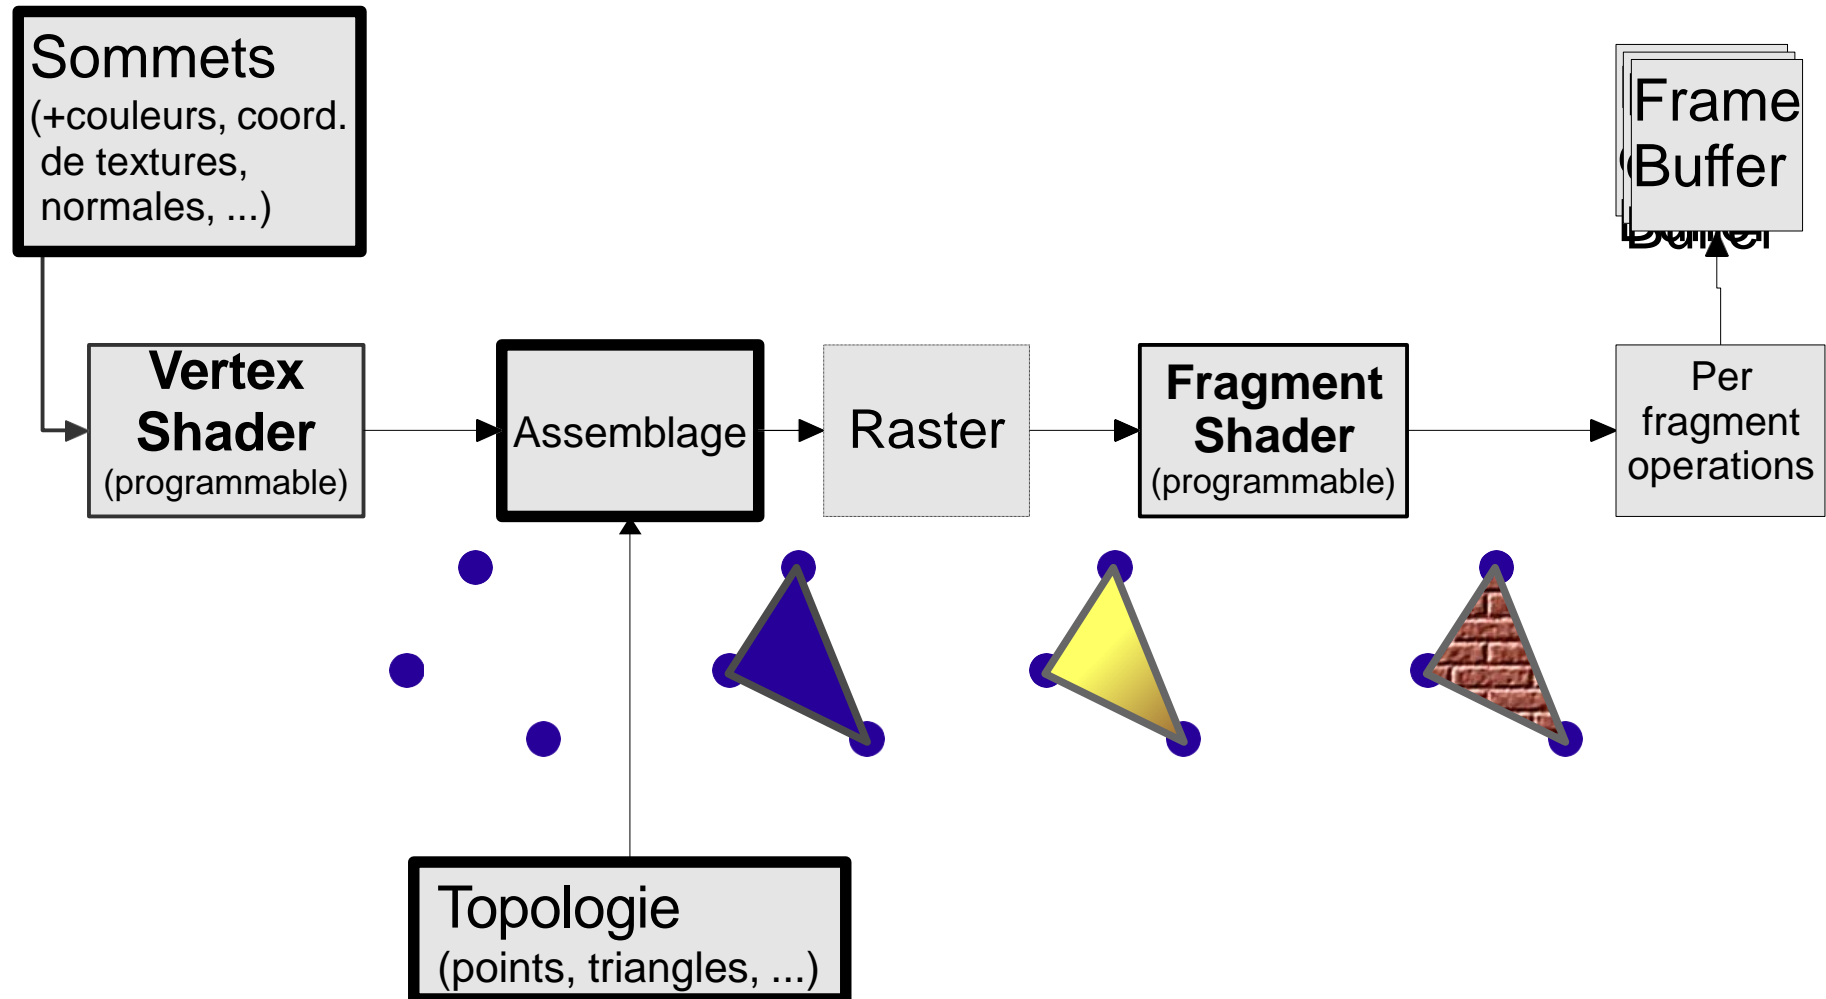 Sommets
(+couleurs, coord.
de textures,
normales, ...)
Frame
Buffer
Vertex
Shader
(programmable)
Assemblage
Raster
Fragment
Shader
(programmable)
Per
fragment
operations
Topologie
(points, triangles, ...)